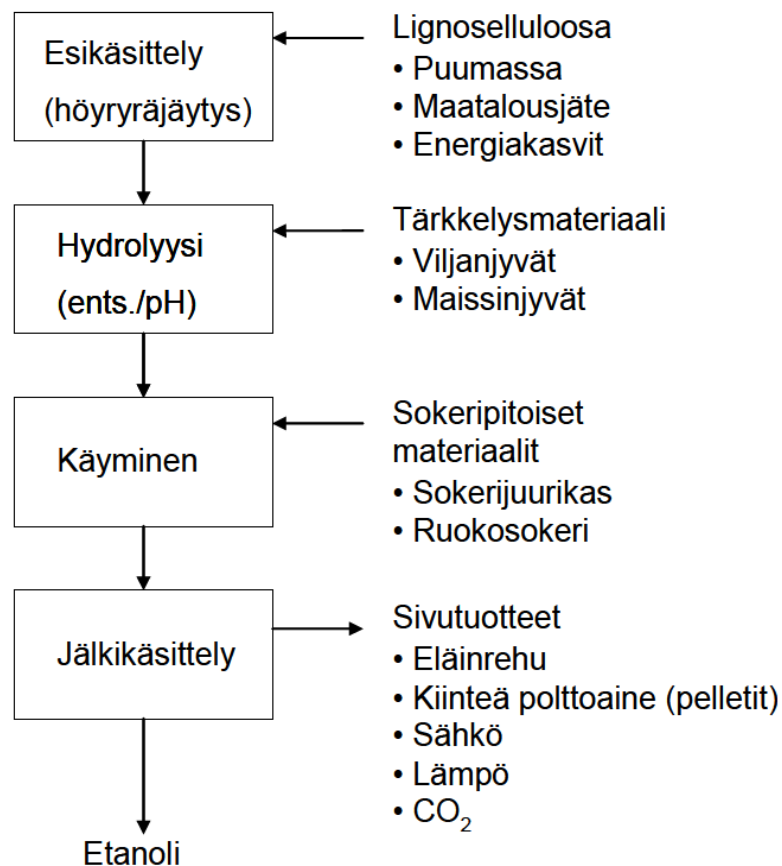 Esikäsittely
(höyryräjäytys)
Lignoselluloosa
• Puumassa
• Maatalousjäte
• Energiakasvit
Hydrolyysi
(ents./pH)
Tärkkelysmateriaali
• Viljanjyvät
• Maissinjyvät
Käyminen
Sokeripitoiset
materiaalit
• Sokerijuurikas
• Ruokosokeri
Jälkikäsittely
Sivutuotteet
• Eläinrehu
• Kiinteä polttoaine (pelletit)
• Sähkö
• Lämpö
• CO₂
Etanoli